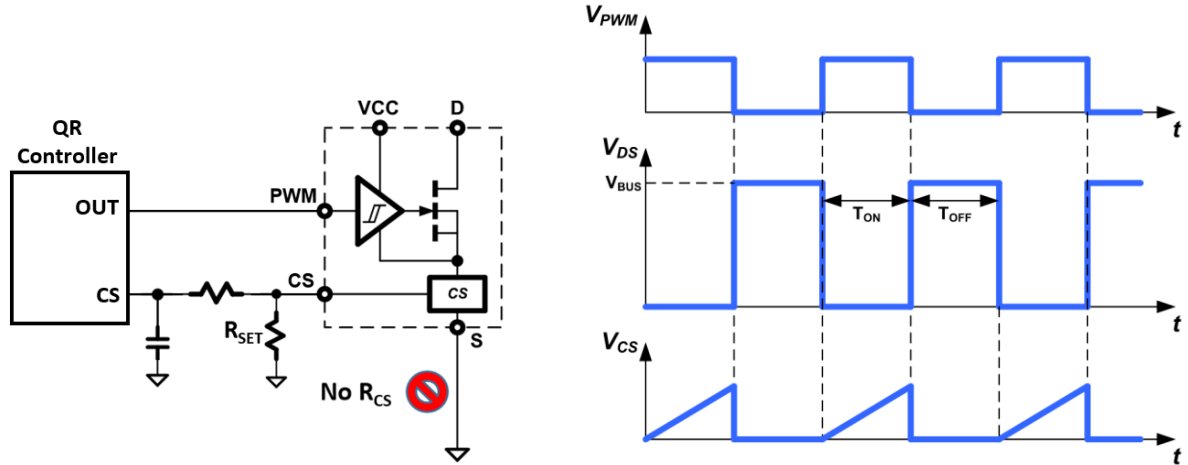 QR
Controller
OUT
CS
VCC
D
PWM
CS
CS
S
RSET
No RCS
VPWM
t
VDS
VBUS
TON
TOFF
t
VCS
t